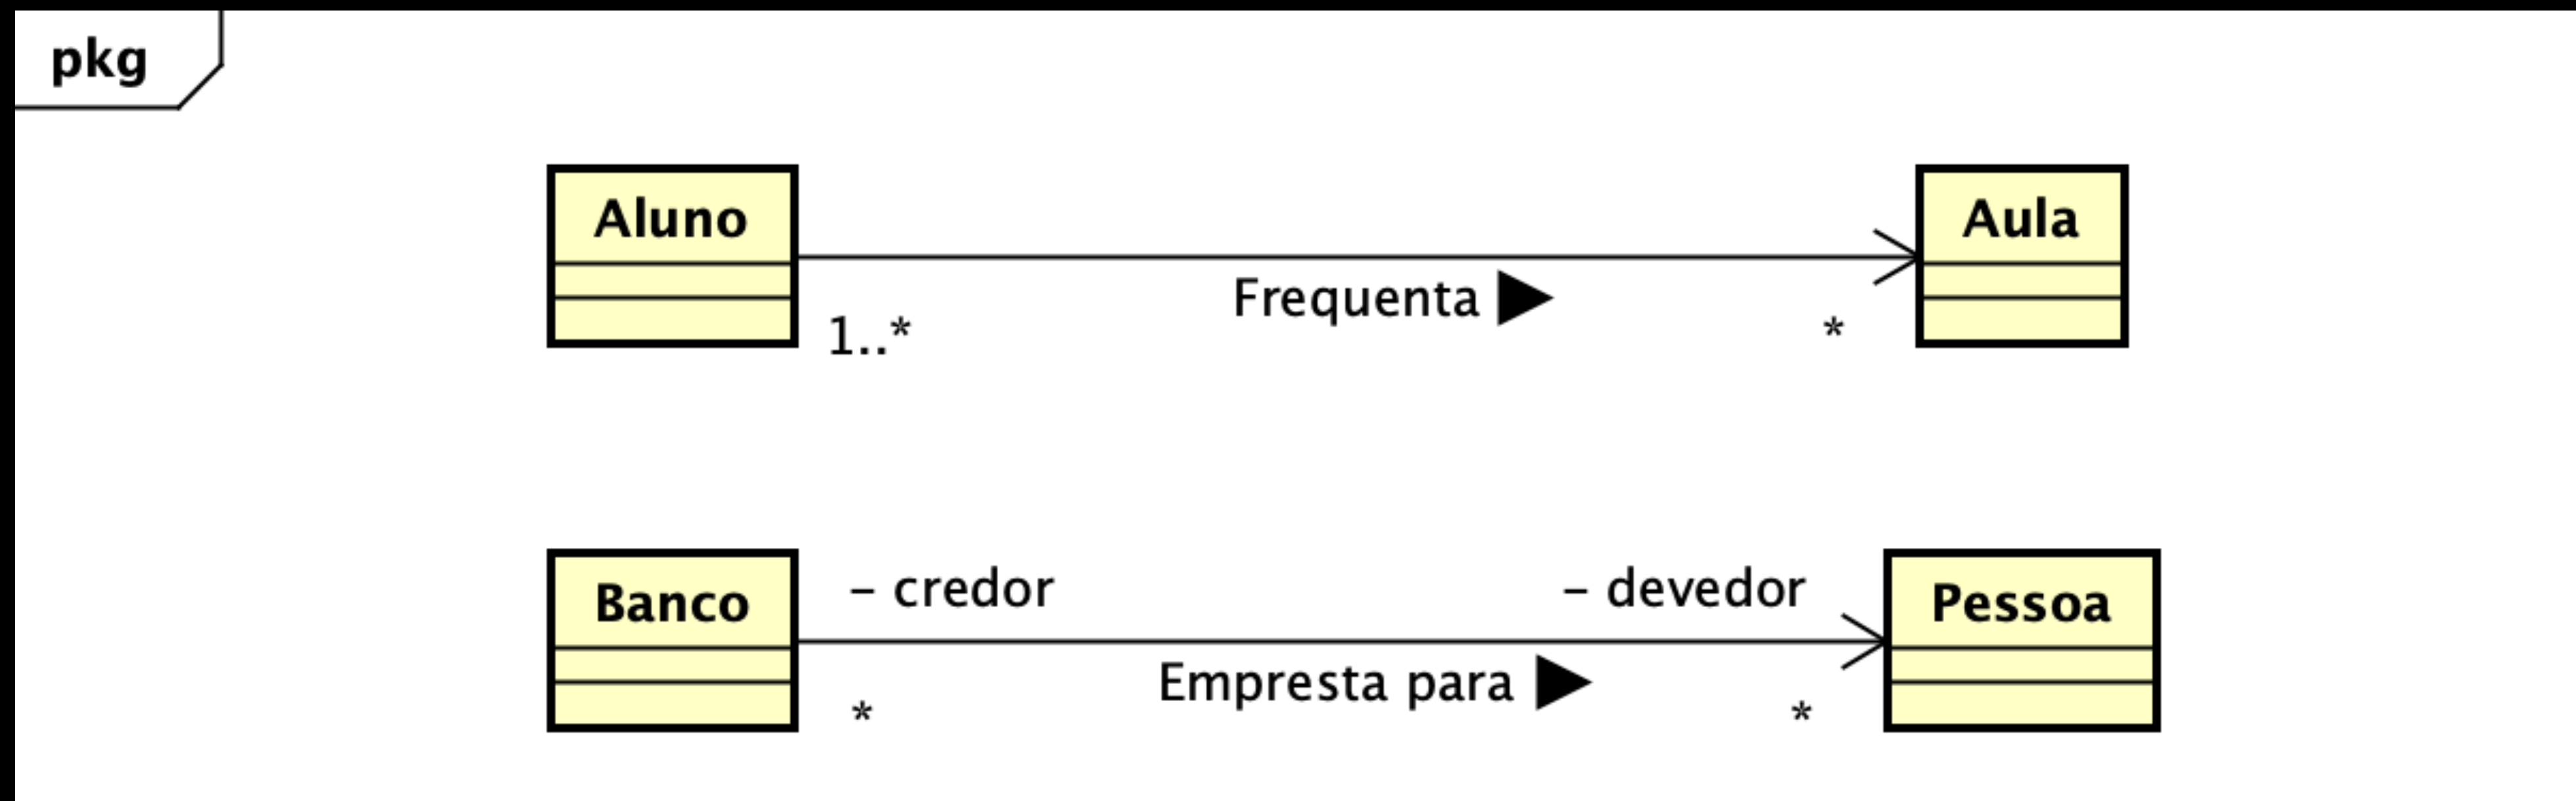 pkg
Aluno
Aula
Frequenta ▶
1..*
*
Banco
– credor
– devedor
Pessoa
Empresta para ▶
*
*